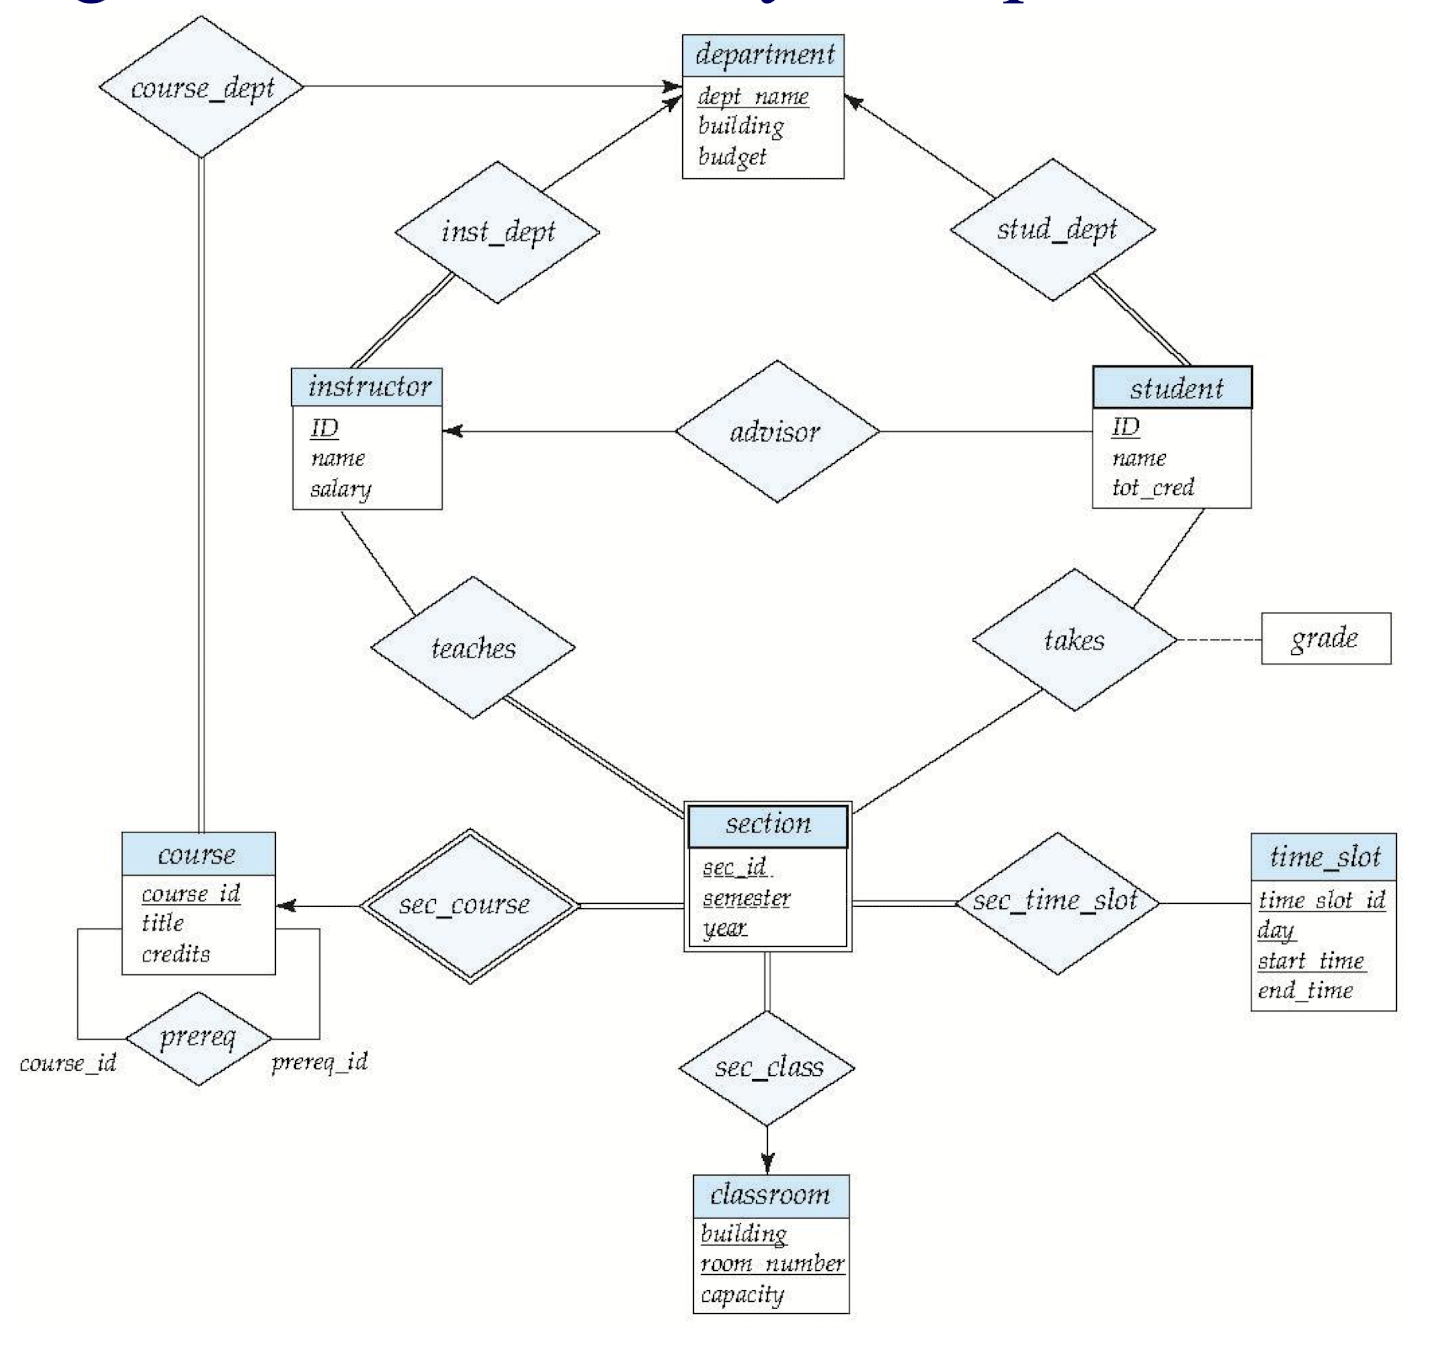 course_dept
department
dept_name
building
budget
inst_dept
stud_dept
instructor
ID
name
salary
advisor
student
ID
name
tot_cred
teaches
takes
grade
course
course_id
title
credits
sec_course
section
sec_id
semester
year
sec_time_slot
time_slot
time_slot_id
day
start_time
end_time
prereq
course_id
prereq_id
sec_class
classroom
building
room_number
capacity